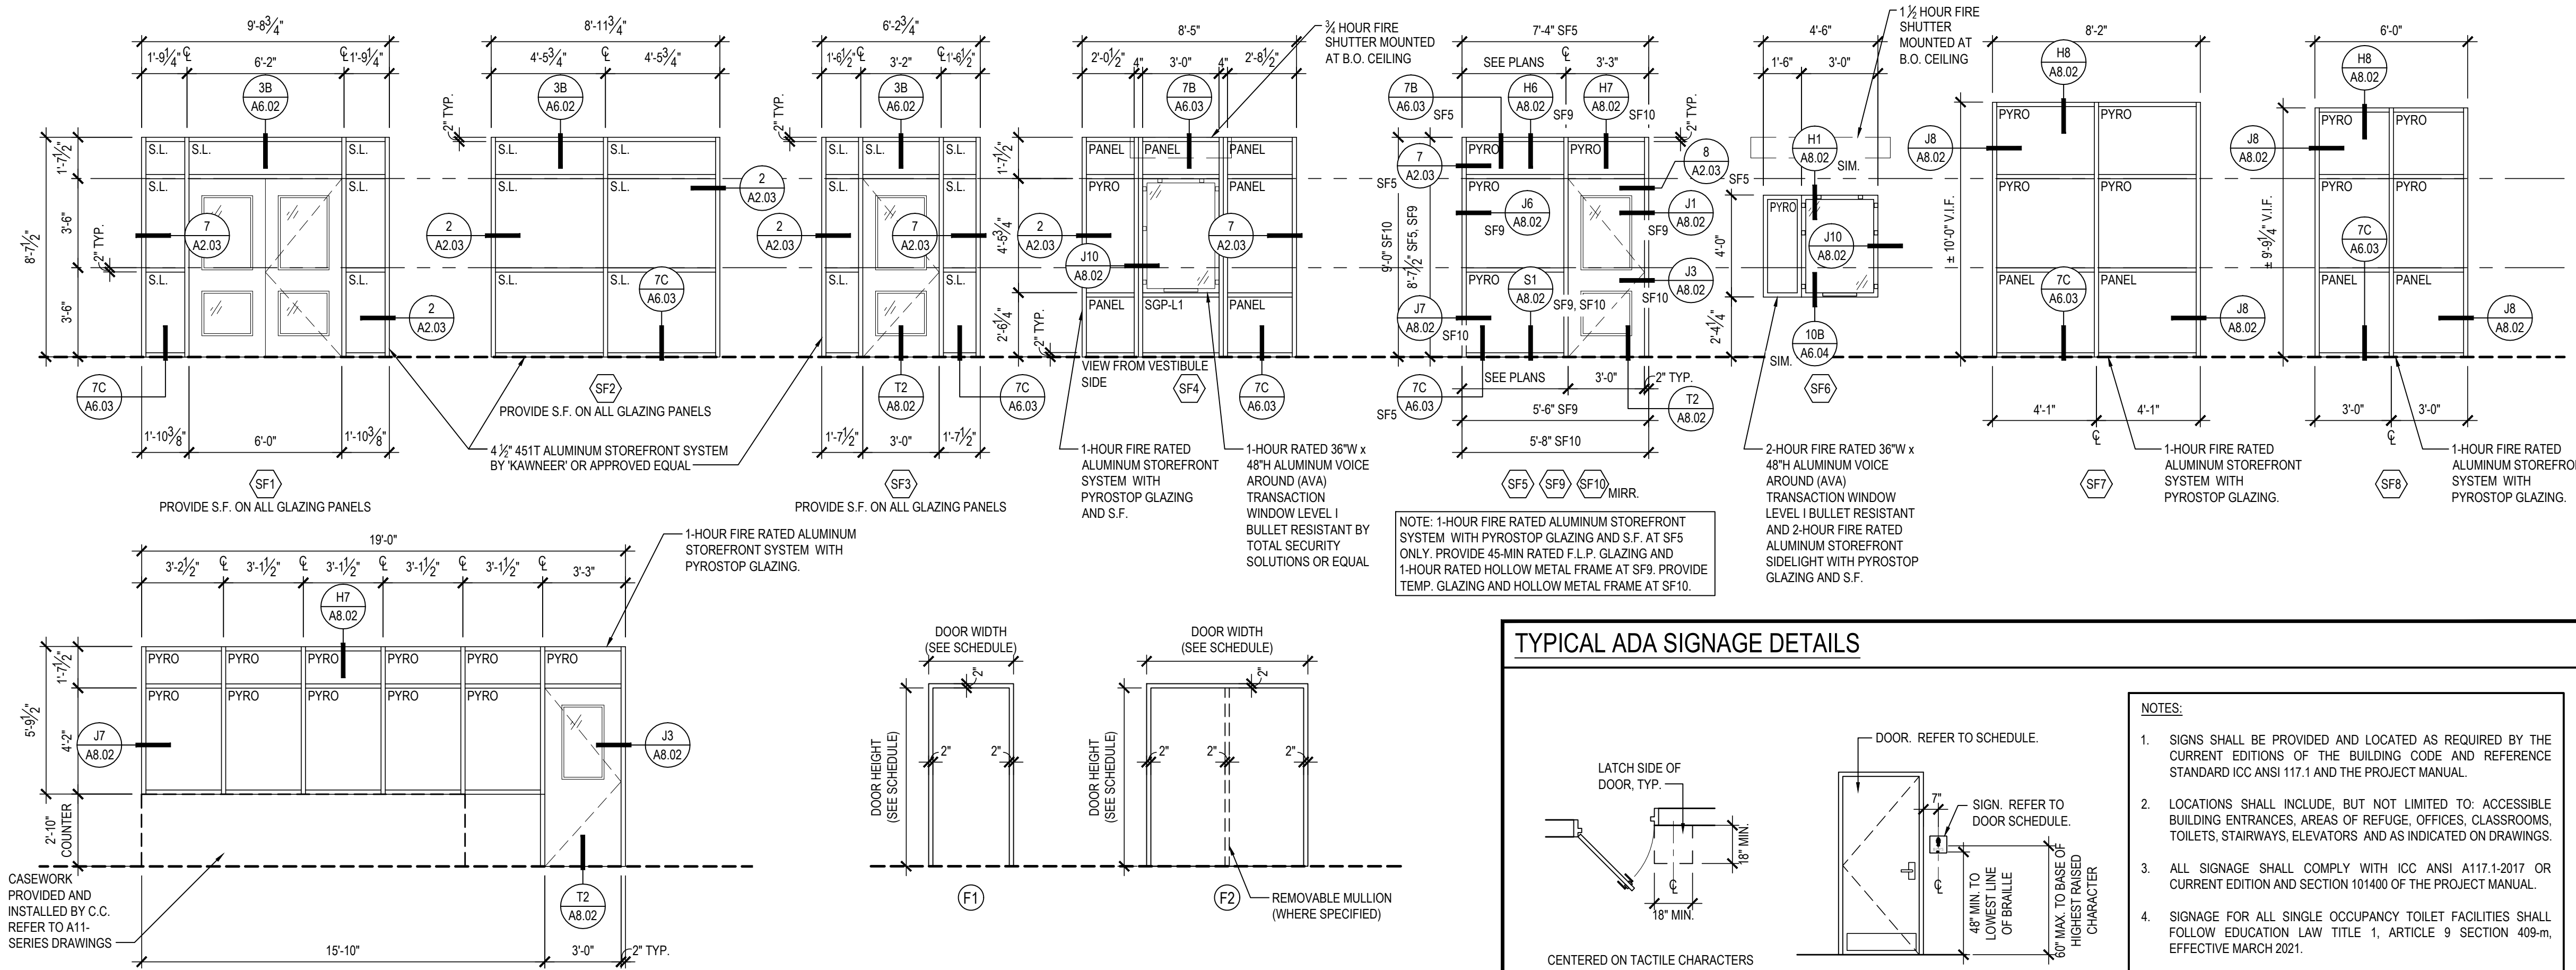 9'-8¾"
1'-9¼" ℄ 6'-2" ℄ 1'-9¼"
3B
A6.02
S.L. S.L. S.L.
S.L. S.L.
S.L. S.L.
1'-7½"
3'-6"
3'-6"
8'-7½"
2" TYP.
7
A2.03
2
A2.03
7C
A6.03
1'-10⅜" 6'-0" 1'-10⅜"
SF1
PROVIDE S.F. ON ALL GLAZING PANELS
8'-11¾"
4'-5¾" ℄ 4'-5¾"
3B
A6.02
2" TYP.
S.L. S.L.
S.L. S.L.
S.L. S.L.
2
A2.03
2
A2.03
7C
A6.03
SF2
PROVIDE S.F. ON ALL GLAZING PANELS
4 ½" 451T ALUMINUM STOREFRONT SYSTEM
BY 'KAWNEER' OR APPROVED EQUAL
6'-2¾"
1'-6½" ℄ 3'-2" ℄ 1'-6½"
3B
A6.02
2" TYP.
S.L. S.L. S.L.
S.L. S.L.
S.L. S.L.
2
A2.03
7
A2.03
T2
A8.02
7C
A6.03
1'-7½" 3'-0" 1'-7½"
SF3
PROVIDE S.F. ON ALL GLAZING PANELS
8'-5"
2'-0½" 4" 3'-0" 4" 2'-8½"
¾ HOUR FIRE
SHUTTER MOUNTED
AT B.O. CEILING
7B
A6.03
PANEL PANEL PANEL
PYRO PANEL
PANEL SGP-L1 PANEL
1'-7½"
4'-5¾"
2'-6¼"
2" TYP.
2
A2.03
J10
A8.02
7
A2.03
7C
A6.03
VIEW FROM VESTIBULE
SIDE
SF4
1-HOUR FIRE RATED
ALUMINUM STOREFRONT
SYSTEM WITH
PYROSTOP GLAZING
AND S.F.
1-HOUR RATED 36"W x
48"H ALUMINUM VOICE
AROUND (AVA)
TRANSACTION
WINDOW LEVEL I
BULLET RESISTANT BY
TOTAL SECURITY
SOLUTIONS OR EQUAL
7'-4" SF5
SEE PLANS ℄ 3'-3"
7B
A6.03
SF5
H6
A8.02
SF9
H7
A8.02
SF10
2" TYP.
PYRO PYRO
PYRO
PYRO
7
A2.03
SF5
8
A2.03
SF5
J6
A8.02
SF9
J1
A8.02
SF9
J3
A8.02
SF10
S1
A8.02
SF9, SF10
J7
A8.02
SF10
9'-0" SF10
8'-7½" SF5, SF9
7C
A6.03
SF5
T2
A8.02
SEE PLANS 3'-0" 2" TYP.
5'-6" SF9
5'-8" SF10
SF5 SF9 SF10 MIRR.
NOTE: 1-HOUR FIRE RATED ALUMINUM STOREFRONT
SYSTEM WITH PYROSTOP GLAZING AND S.F. AT SF5
ONLY. PROVIDE 45-MIN RATED F.L.P. GLAZING AND
1-HOUR RATED HOLLOW METAL FRAME AT SF9. PROVIDE
TEMP. GLAZING AND HOLLOW METAL FRAME AT SF10.
4'-6"
1'-6" 3'-0"
1 ½ HOUR FIRE
SHUTTER
MOUNTED AT
B.O. CEILING
H1
A8.02
SIM.
PYRO
J10
A8.02
4'-0"
2'-4¼"
10B
A6.04
SIM.
SF6
2-HOUR FIRE RATED 36"W x
48"H ALUMINUM VOICE
AROUND (AVA)
TRANSACTION WINDOW
LEVEL I BULLET RESISTANT
AND 2-HOUR FIRE RATED
ALUMINUM STOREFRONT
SIDELIGHT WITH PYROSTOP
GLAZING AND S.F.
8'-2"
H8
A8.02
J8
A8.02
PYRO PYRO
PYRO PYRO
PANEL PANEL
± 10'-0" V.I.F.
7C
A6.03
J8
A8.02
4'-1" 4'-1"
℄
SF7
1-HOUR FIRE RATED
ALUMINUM STOREFRONT
SYSTEM WITH
PYROSTOP GLAZING.
6'-0"
H8
A8.02
J8
A8.02
PYRO PYRO
PYRO PYRO
PANEL PANEL
± 9'-9¼" V.I.F.
7C
A6.03
J8
A8.02
3'-0" 3'-0"
℄
SF8
1-HOUR FIRE RATED
ALUMINUM STOREFRO
SYSTEM WITH
PYROSTOP GLAZING.
19'-0"
3'-2½" ℄ 3'-1½" ℄ 3'-1½" ℄ 3'-1½" ℄ 3'-1½" ℄ 3'-3"
1-HOUR FIRE RATED ALUMINUM
STOREFRONT SYSTEM WITH
PYROSTOP GLAZING.
H7
A8.02
PYRO PYRO PYRO PYRO PYRO PYRO
PYRO PYRO PYRO PYRO PYRO
1'-7½"
4'-2"
5'-9½"
2'-10"
COUNTER
J7
A8.02
J3
A8.02
T2
A8.02
CASEWORK
PROVIDED AND
INSTALLED BY C.C.
REFER TO A11-
SERIES DRAWINGS
15'-10" 3'-0" 2" TYP.
DOOR WIDTH
(SEE SCHEDULE)
2"
DOOR HEIGHT
(SEE SCHEDULE)
2" 2"
F1
DOOR WIDTH
(SEE SCHEDULE)
2"
DOOR HEIGHT
(SEE SCHEDULE)
2" 2" 2"
F2
REMOVABLE MULLION
(WHERE SPECIFIED)
TYPICAL ADA SIGNAGE DETAILS
LATCH SIDE OF
DOOR, TYP.
18" MIN.
℄
18" MIN.
CENTERED ON TACTILE CHARACTERS
DOOR. REFER TO SCHEDULE.
7"
SIGN. REFER TO
DOOR SCHEDULE.
℄
48" MIN. TO
LOWEST LINE
OF BRAILLE
60" MAX. TO BASE OF
HIGHEST RAISED
CHARACTER
NOTES:
1. SIGNS SHALL BE PROVIDED AND LOCATED AS REQUIRED BY THE
CURRENT EDITIONS OF THE BUILDING CODE AND REFERENCE
STANDARD ICC ANSI 117.1 AND THE PROJECT MANUAL.
2. LOCATIONS SHALL INCLUDE, BUT NOT LIMITED TO: ACCESSIBLE
BUILDING ENTRANCES, AREAS OF REFUGE, OFFICES, CLASSROOMS,
TOILETS, STAIRWAYS, ELEVATORS AND AS INDICATED ON DRAWINGS.
3. ALL SIGNAGE SHALL COMPLY WITH ICC ANSI A117.1-2017 OR
CURRENT EDITION AND SECTION 101400 OF THE PROJECT MANUAL.
4. SIGNAGE FOR ALL SINGLE OCCUPANCY TOILET FACILITIES SHALL
FOLLOW EDUCATION LAW TITLE 1, ARTICLE 9 SECTION 409-m,
EFFECTIVE MARCH 2021.